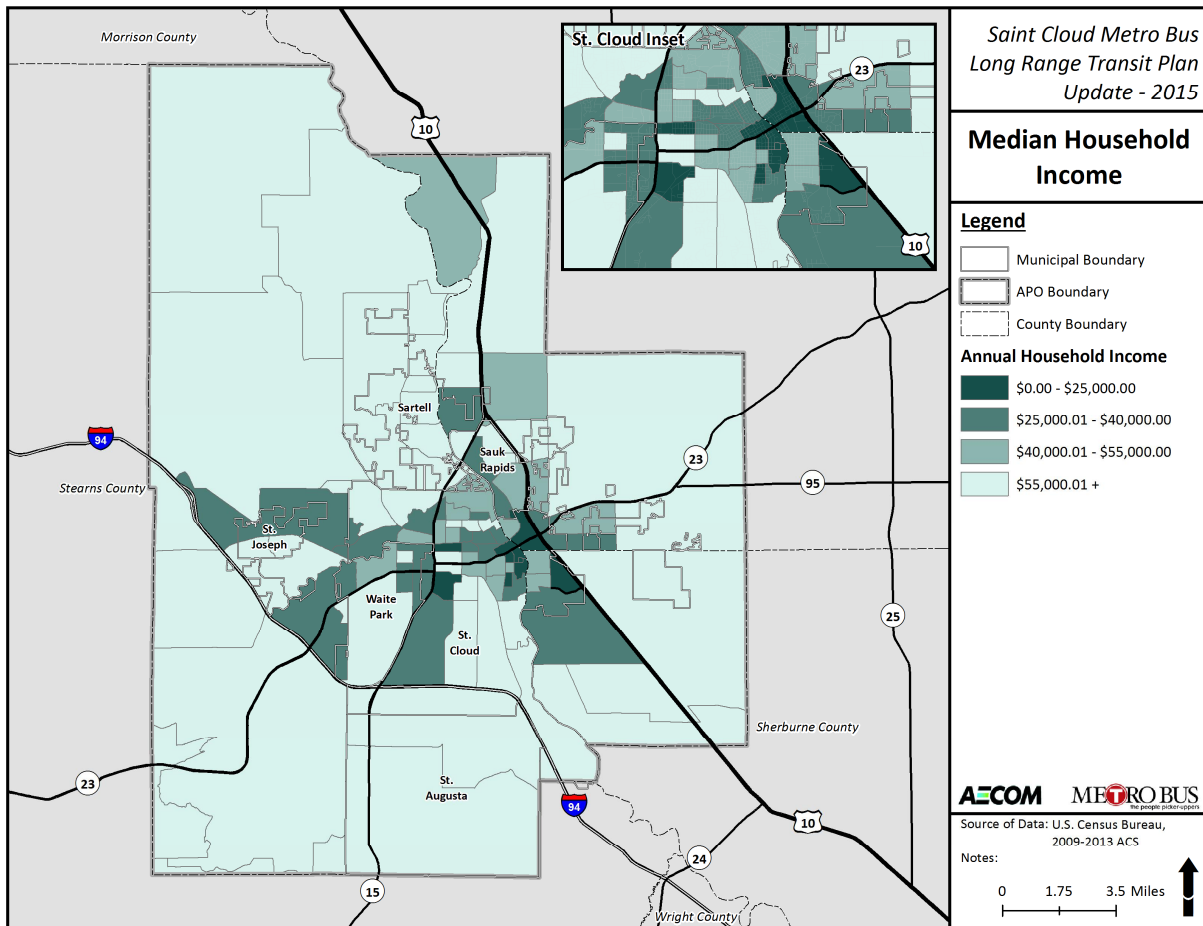 Morrison County
10
Sartell
Sauk
Rapids
94
Stearns County
23
95
St.
Joseph
Waite
Park
St.
Cloud
25
Sherburne County
23
St.
Augusta
94
10
24
15
Wright County
St. Cloud Inset
23
10
Saint Cloud Metro Bus
Long Range Transit Plan
Update - 2015
Median Household
Income
Legend
Municipal Boundary
APO Boundary
County Boundary
Annual Household Income
$0.00 - $25,000.00
$25,000.01 - $40,000.00
$40,000.01 - $55,000.00
$55,000.01 +
AECOM METRO BUS
the people picker-uppers
Source of Data: U.S. Census Bureau,
2009-2013 ACS
Notes:
0 1.75 3.5 Miles